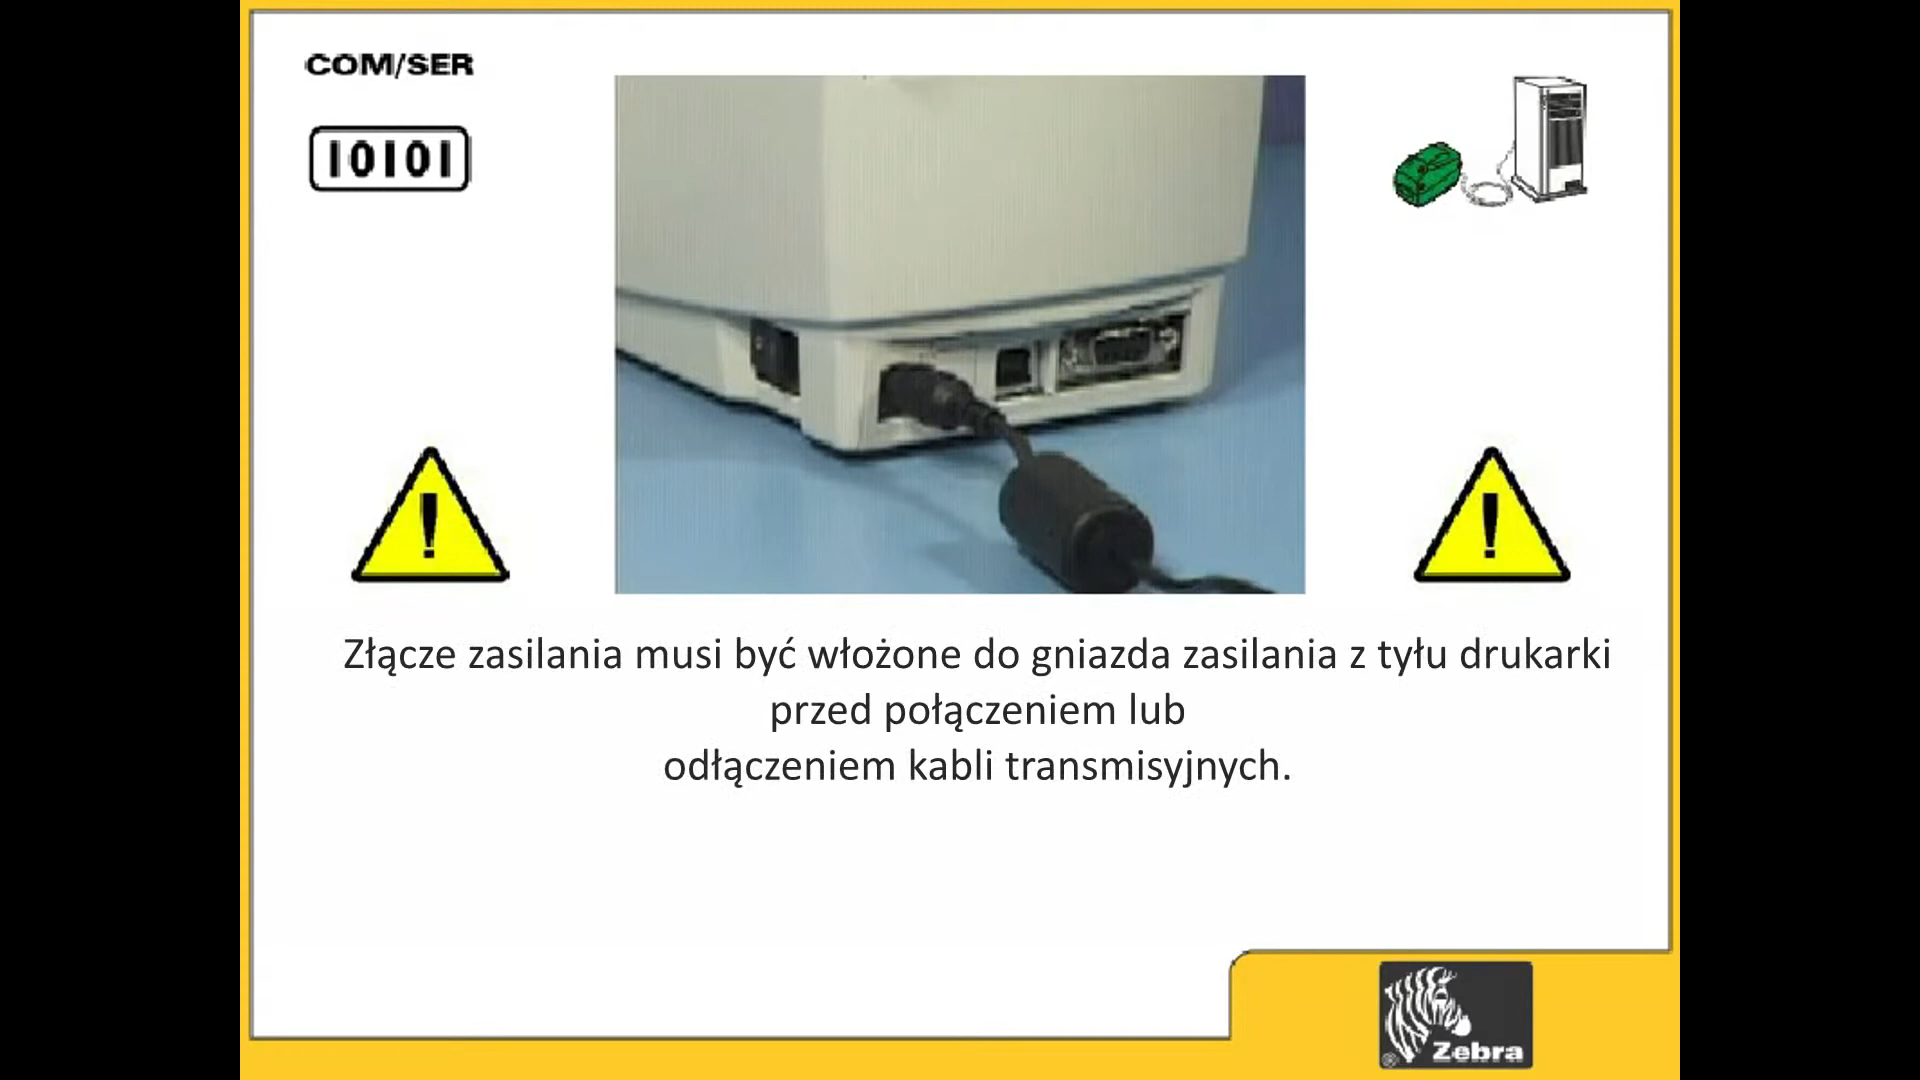 COM/SER
10101
Złącze zasilania musi być włożone do gniazda zasilania z tyłu drukarki
przed połączeniem lub
odłączeniem kabli transmisyjnych.
® Zebra